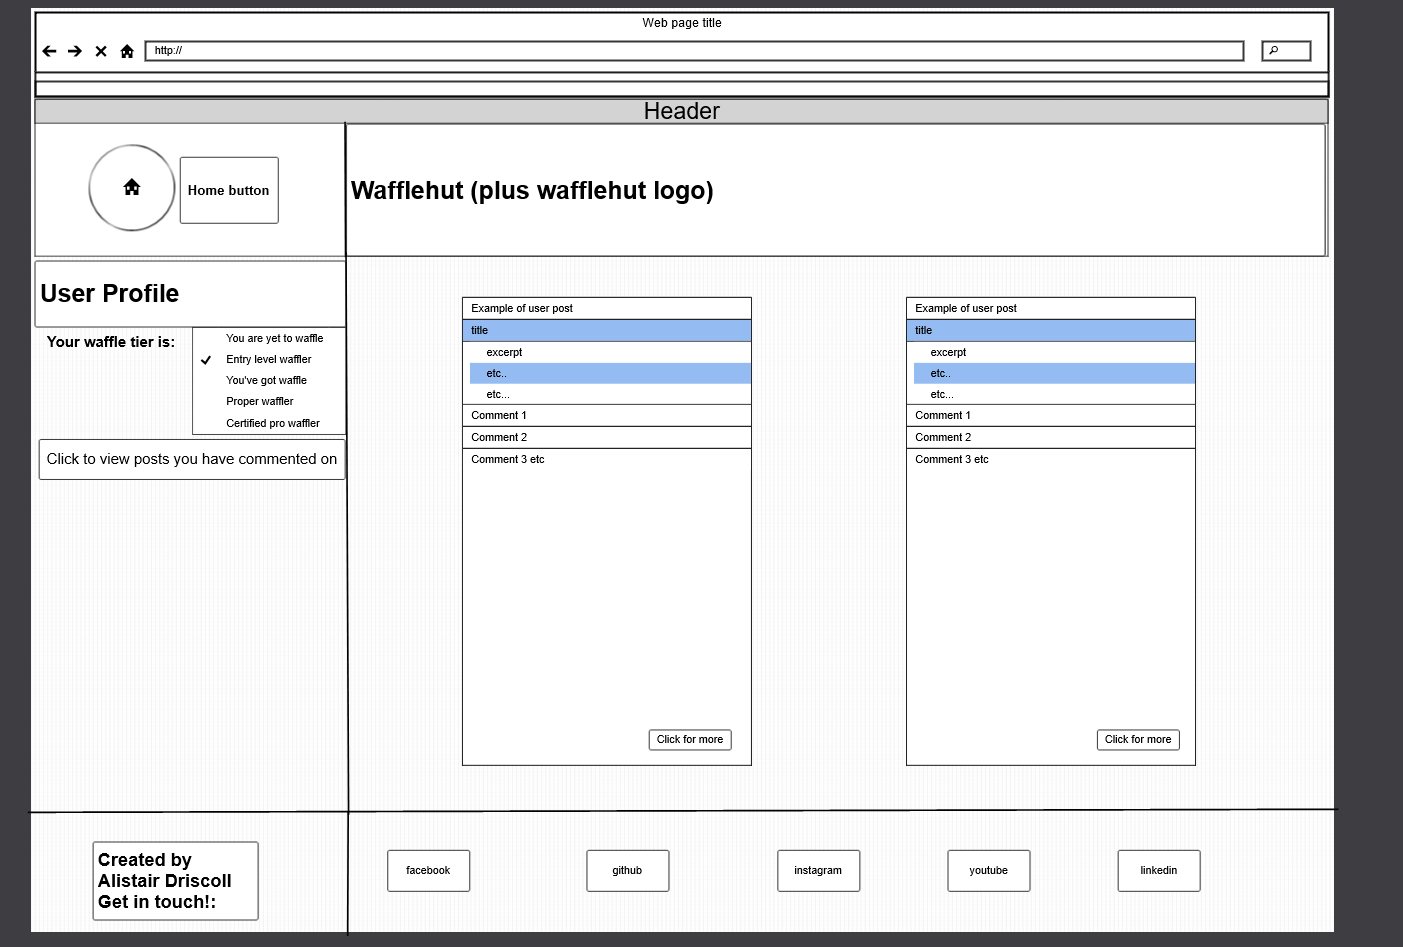 Web page title
http://
Header
Home button
Wafflehut (plus wafflehut logo)
User Profile
Your waffle tier is:
You are yet to waffle
Entry level waffler
You've got waffle
Proper waffler
Certified pro waffler
Click to view posts you have commented on
Example of user post
title
excerpt
etc..
etc...
Comment 1
Comment 2
Comment 3 etc
Click for more
Example of user post
title
excerpt
etc..
etc...
Comment 1
Comment 2
Comment 3 etc
Click for more
Created by
Alistair Driscoll
Get in touch!:
facebook
github
instagram
youtube
linkedin